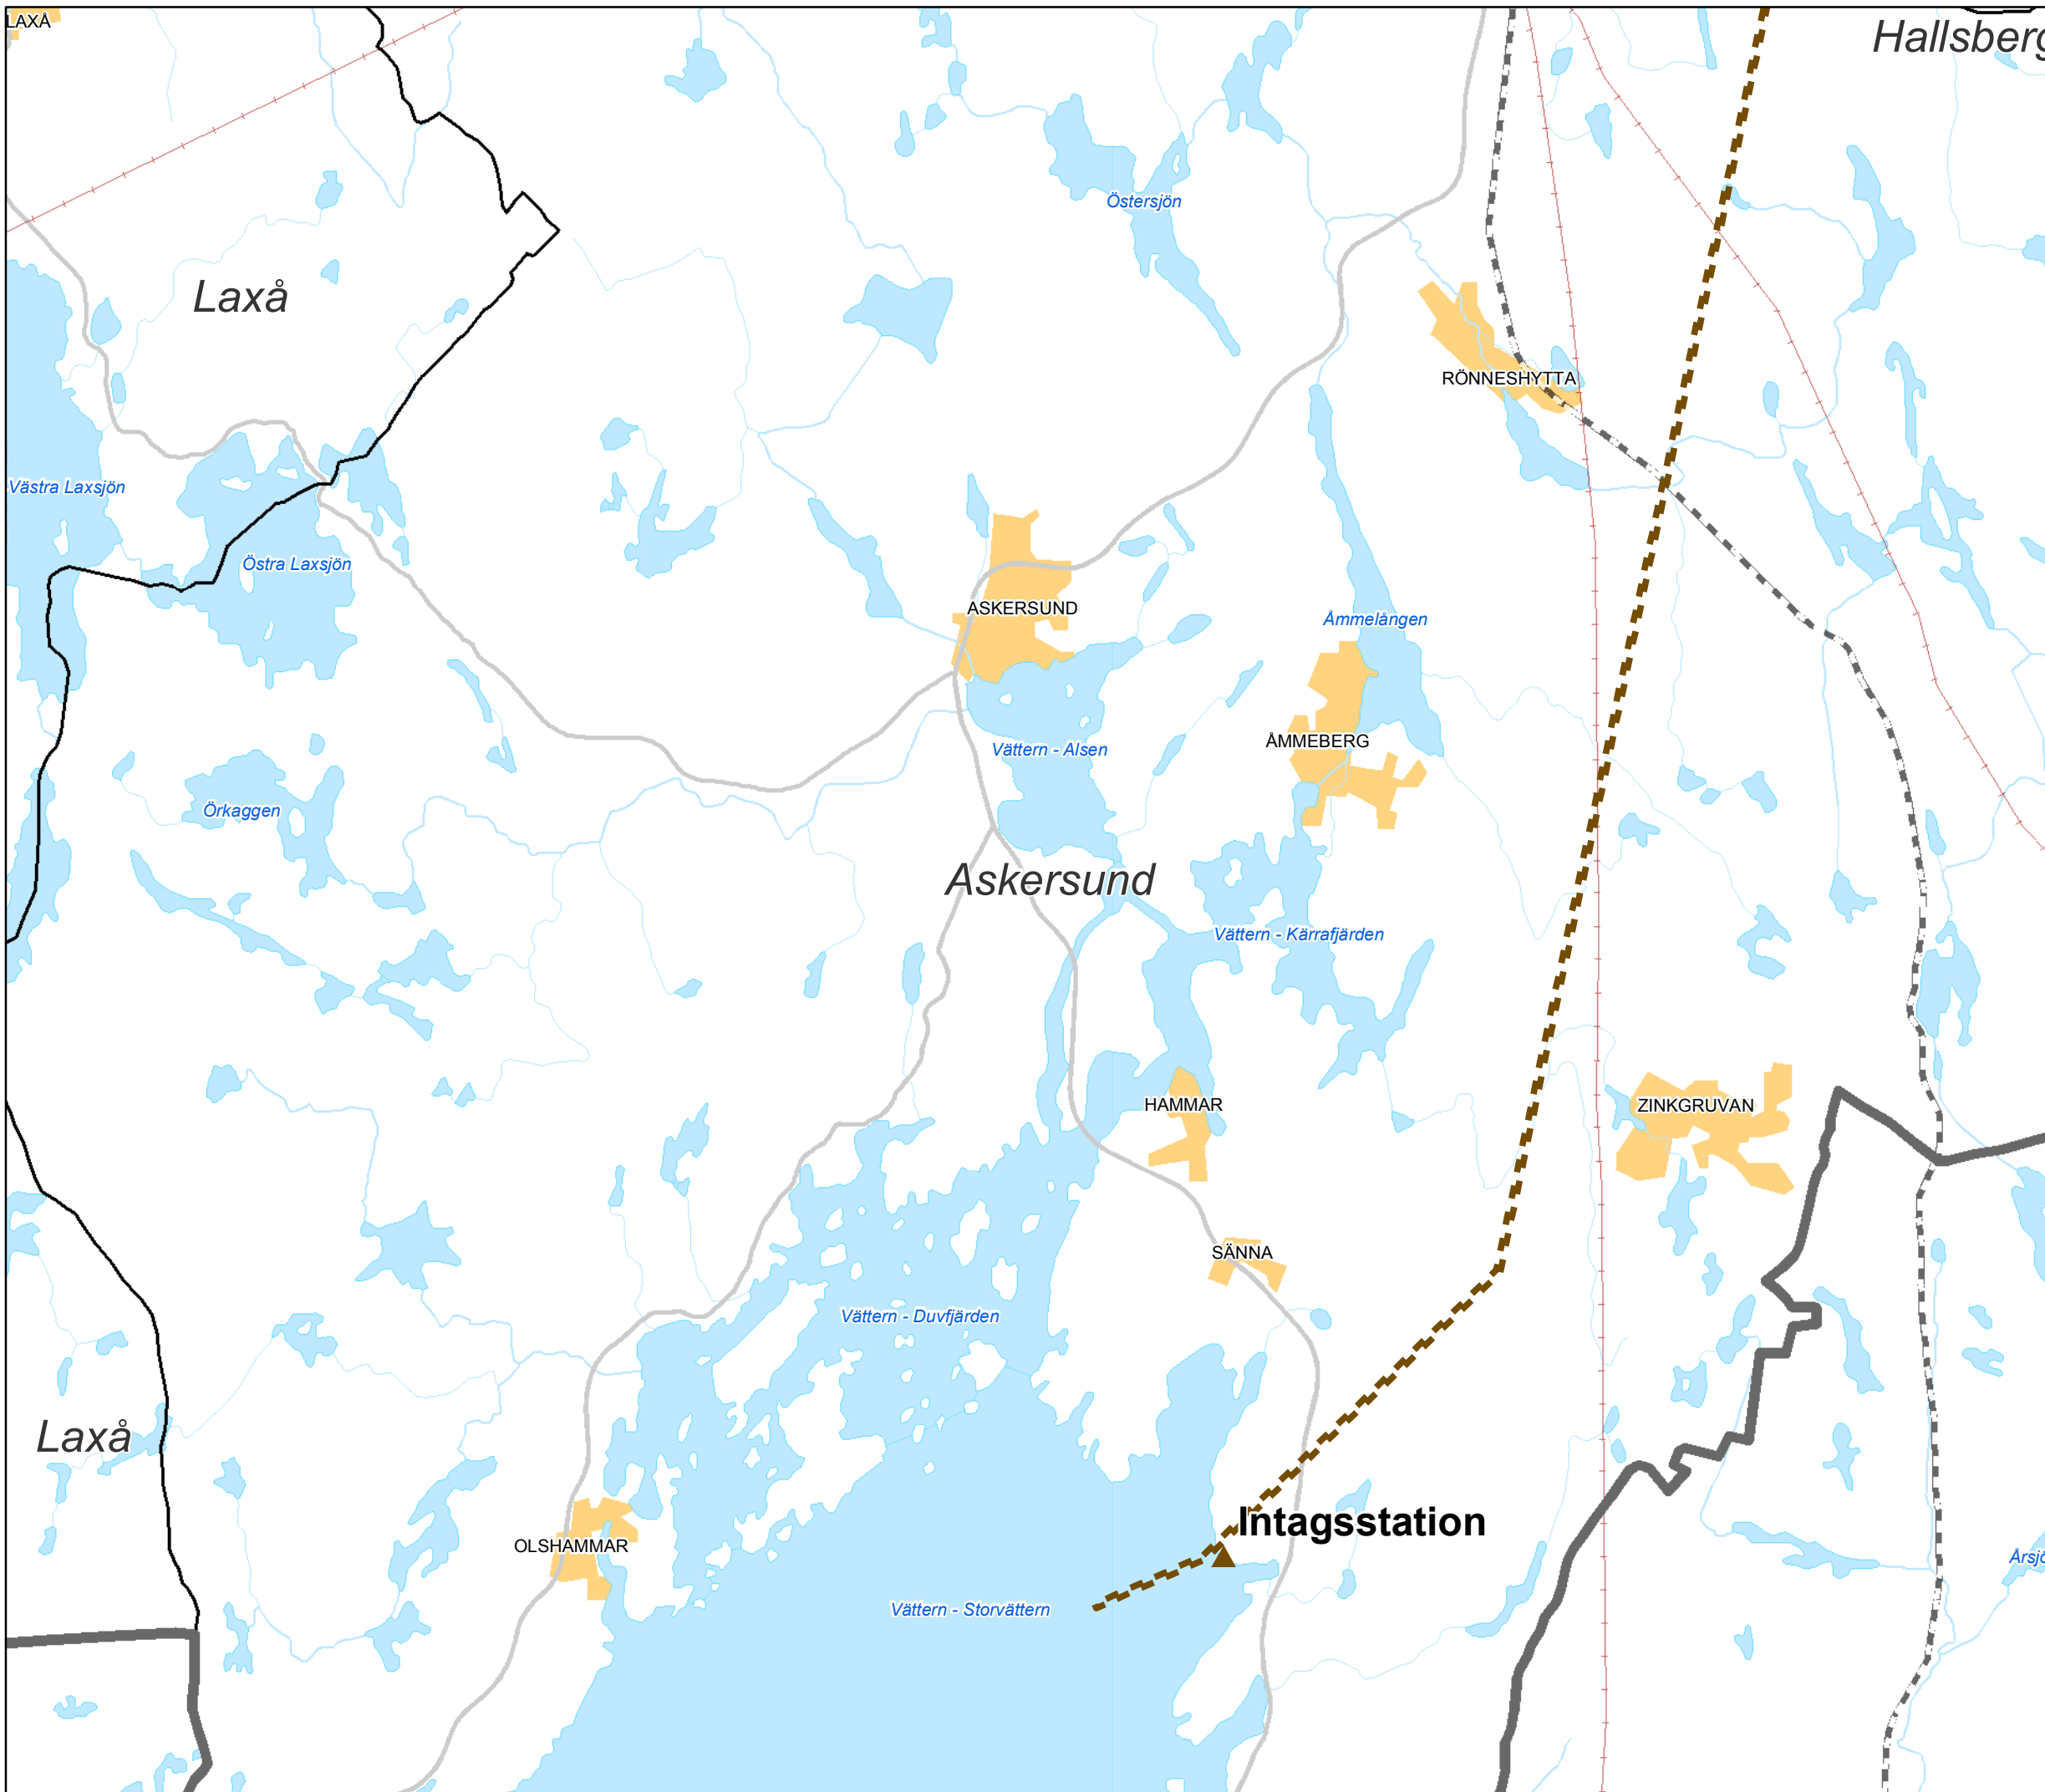 LAXÅ
Hallsberg
Östersjön
Laxå
RÖNNESHYTTA
Västra Laxsjön
Östra Laxsjön
ASKERSUND
Åmmelången
ÅMMEBERG
Vättern - Alsen
Örkaggen
Askersund
Vättern - Kärrafjärden
HAMMAR
ZINKGRUVAN
SÄNNA
Vättern - Duvfjärden
Laxå
Intagsstation
OLSHAMMAR
Årsjö
Vättern - Storvättern